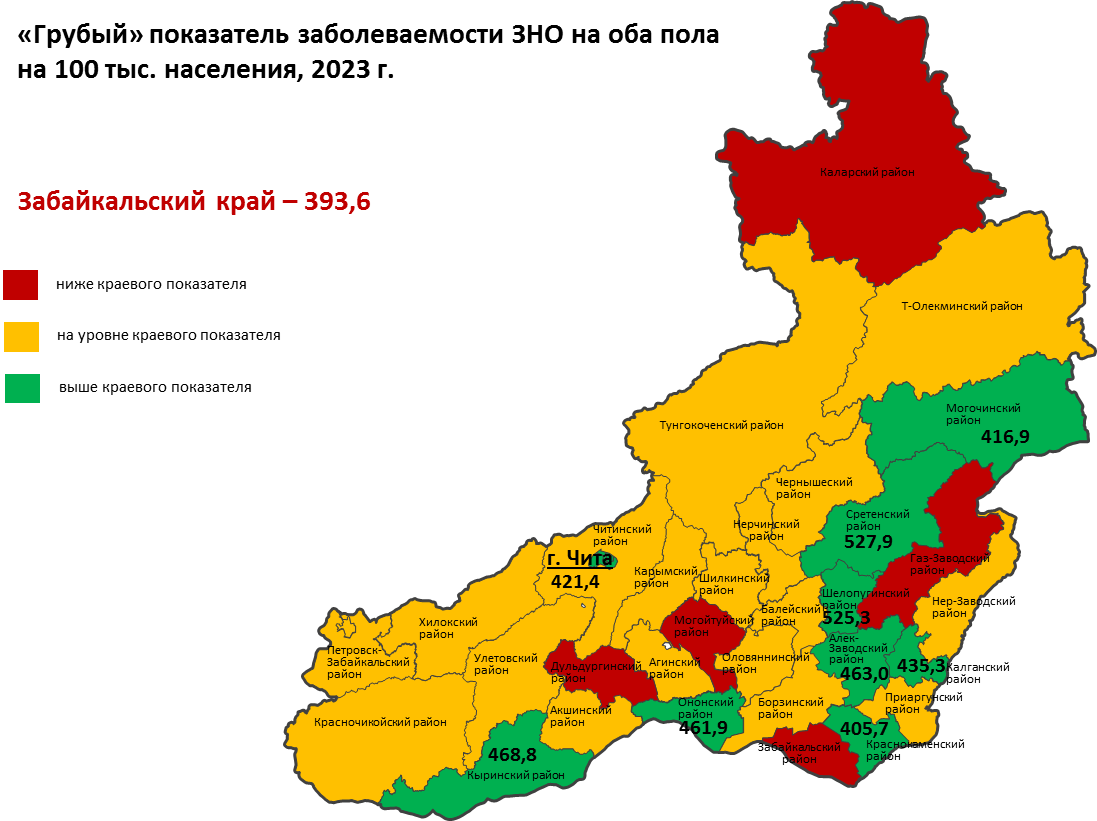 «Грубый» показатель заболеваемости ЗНО на оба пола
на 100 тыс. населения, 2023 г.
Забайкальский край – 393,6
ниже краевого показателя
на уровне краевого показателя
выше краевого показателя
Каларский район
Т-Олекминский район
Могочинский
район
416,9
Тунгокоченский район
Чернышеский
район
Сретенский
район
527,9
Нерчинский
район
Читинский
район
г. Чита
421,4
Газ-Заводский
район
Карымский
район
Шилкинский
район
Шелопугинский
район
525,3
Нер-Заводский
район
Балейский
район
Хилокский
район
Могойтуйский
район
Алек-
Заводский
район
463,0
435,3
Калганский
район
Петровск-
Забайкальский
район
Улетовский
район
Дульдургинский
район
Агинский
район
Оловяннинский
район
Приаргунский
район
Ононский
район
461,9
Борзинский
район
Акшинский
район
Красночикойский район
405,7
Краснокаменский
район
Забайкальский
район
468,8
Кыринский район